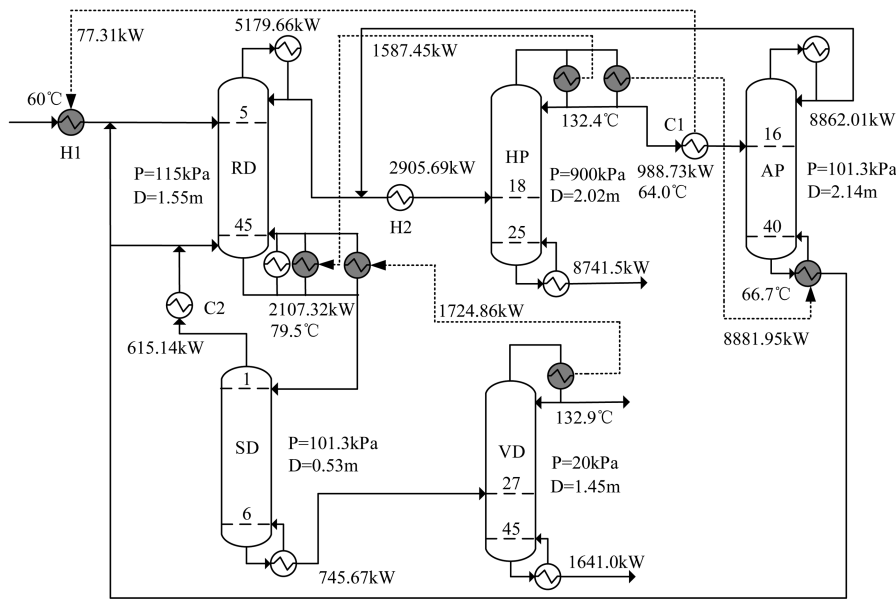 77.31kW
5179.66kW
1587.45kW
60℃
H1
5
RD
45
P=115kPa
D=1.55m
2905.69kW
H2
132.4℃
HP
18
25
P=900kPa
D=2.02m
C1
988.73kW
64.0℃
8862.01kW
16
AP
40
P=101.3kPa
D=2.14m
8741.5kW
66.7℃
8881.95kW
C2
615.14kW
2107.32kW
79.5℃
1724.86kW
1
SD
6
P=101.3kPa
D=0.53m
745.67kW
132.9℃
VD
27
45
P=20kPa
D=1.45m
1641.0kW